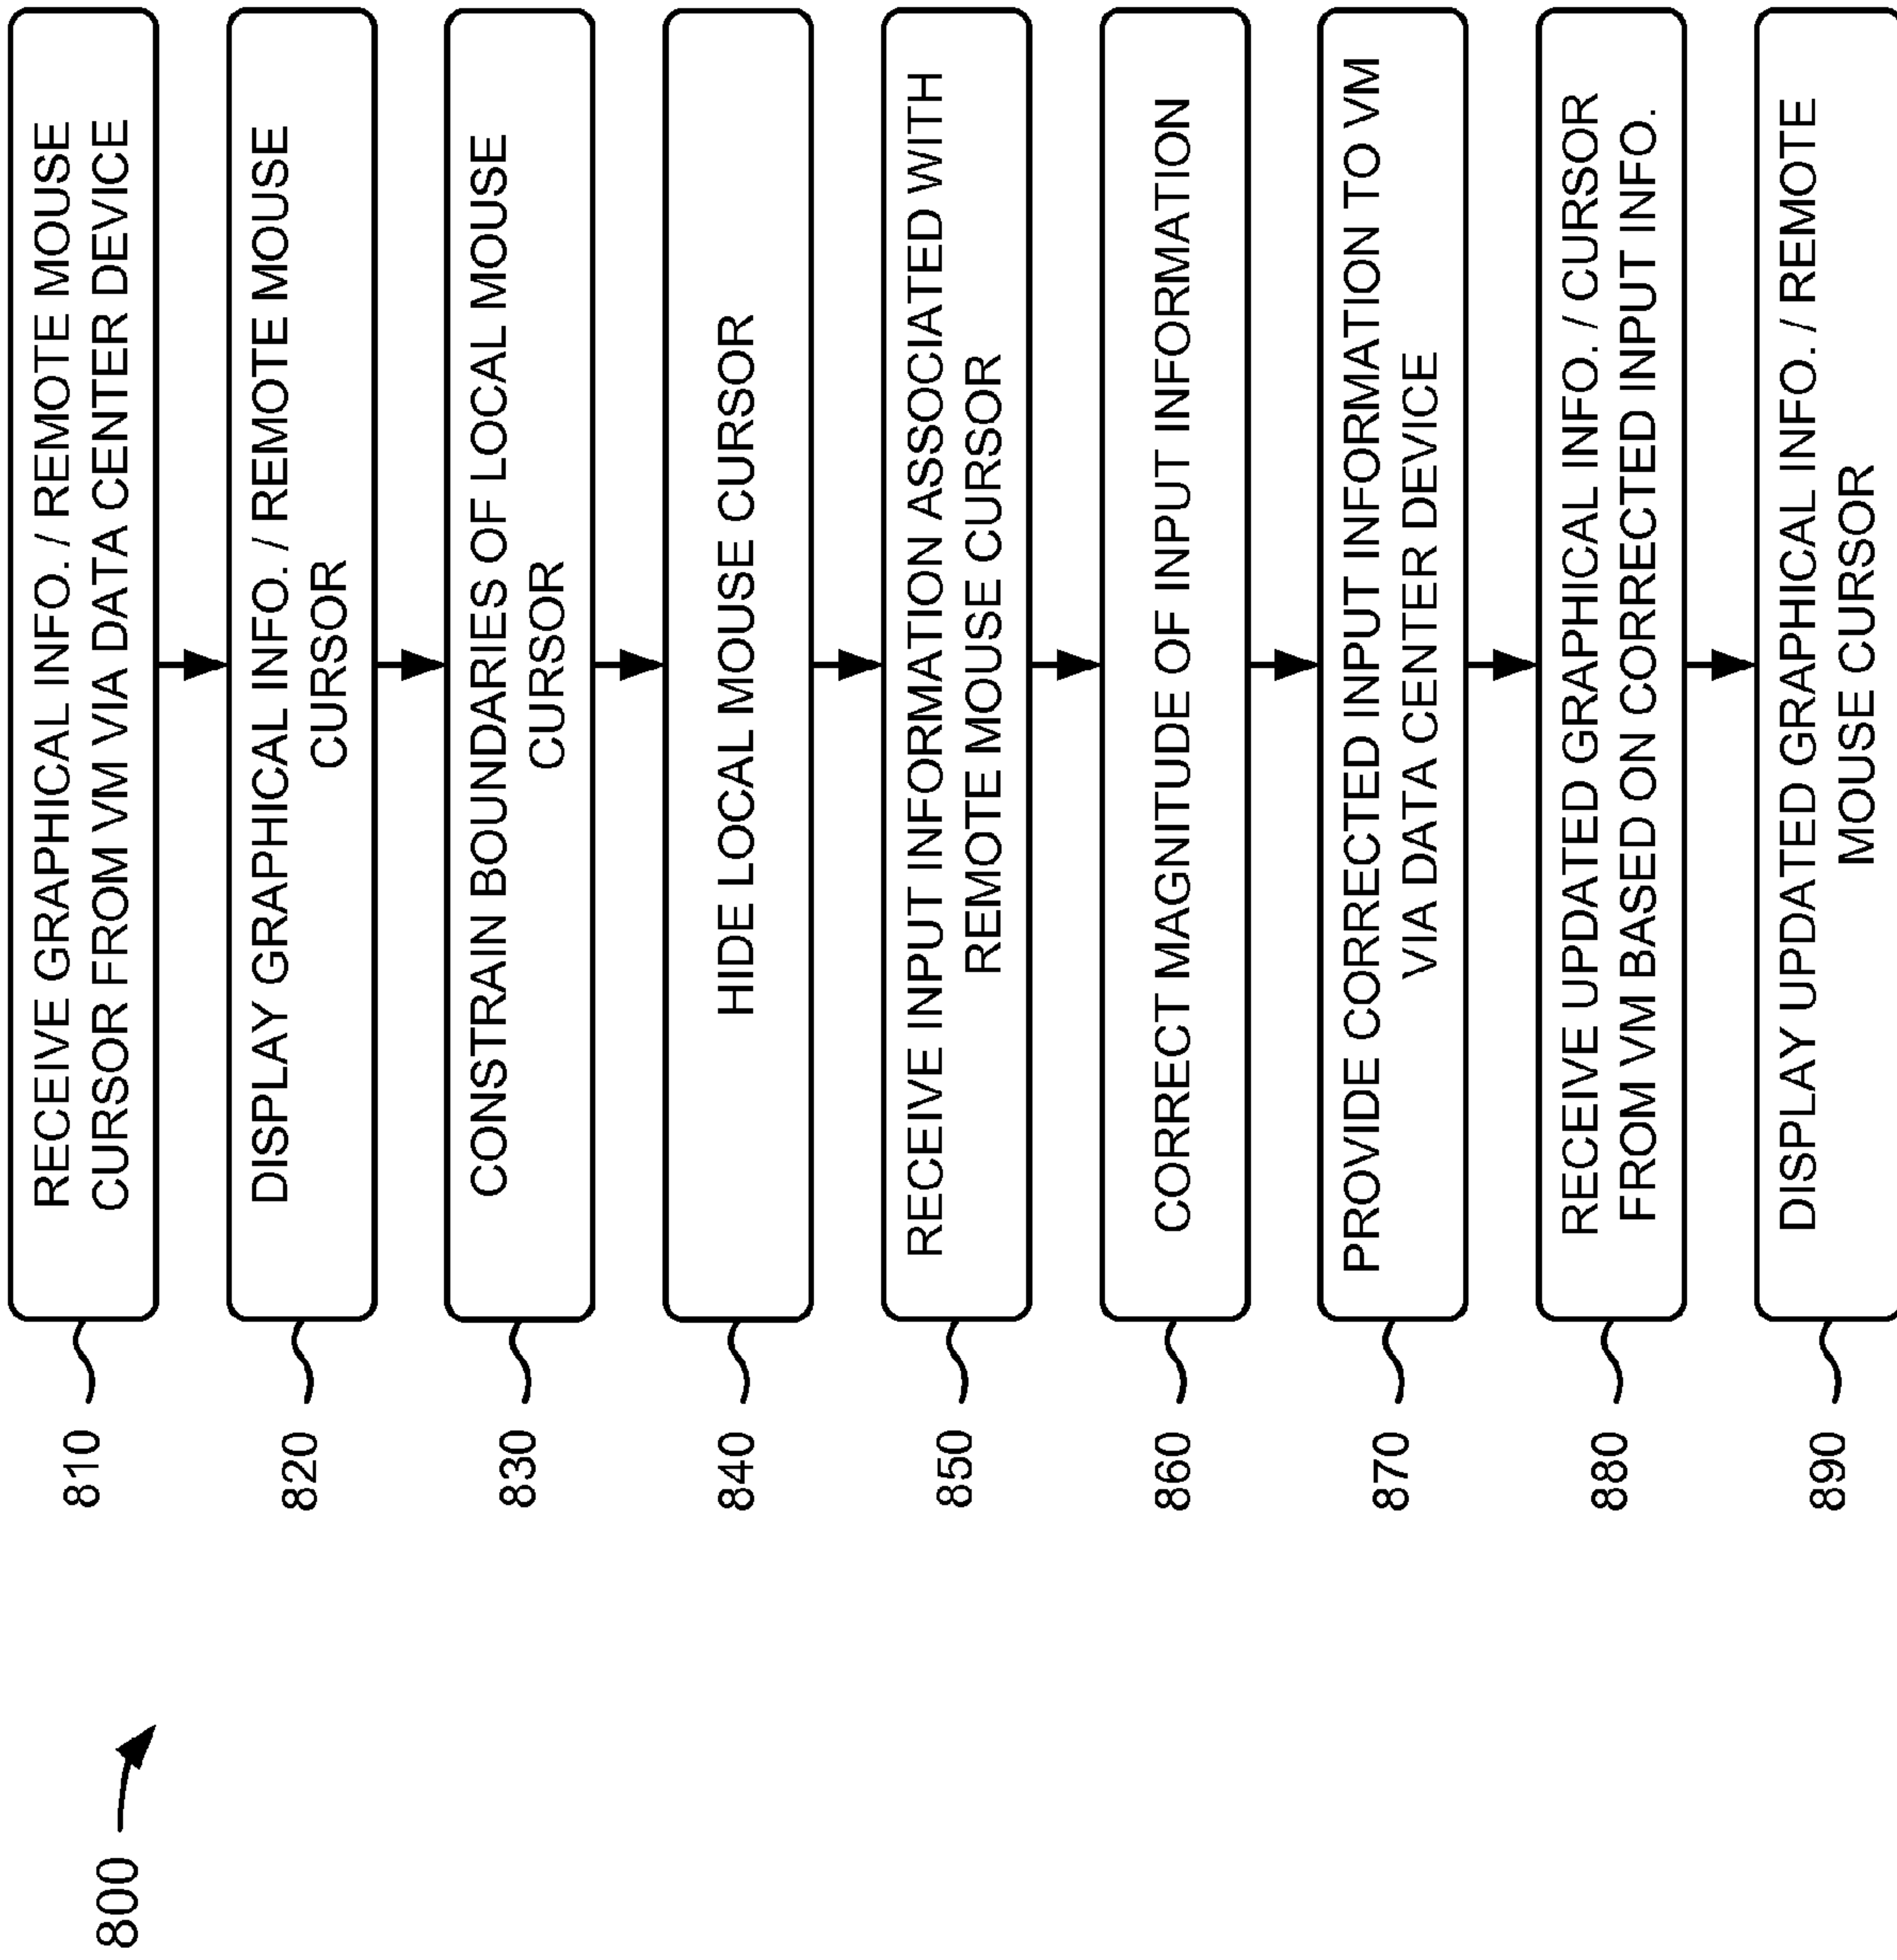 800
810
RECEIVE GRAPHICAL INFO. / REMOTE MOUSE
CURSOR FROM VM VIA DATA CENTER DEVICE
820
DISPLAY GRAPHICAL INFO. / REMOTE MOUSE
CURSOR
830
CONSTRAIN BOUNDARIES OF LOCAL MOUSE
CURSOR
840
HIDE LOCAL MOUSE CURSOR
850
RECEIVE INPUT INFORMATION ASSOCIATED WITH
REMOTE MOUSE CURSOR
860
CORRECT MAGNITUDE OF INPUT INFORMATION
870
PROVIDE CORRECTED INPUT INFORMATION TO VM
VIA DATA CENTER DEVICE
880
RECEIVE UPDATED GRAPHICAL INFO. / CURSOR
FROM VM BASED ON CORRECTED INPUT INFO.
890
DISPLAY UPDATED GRAPHICAL INFO. / REMOTE
MOUSE CURSOR